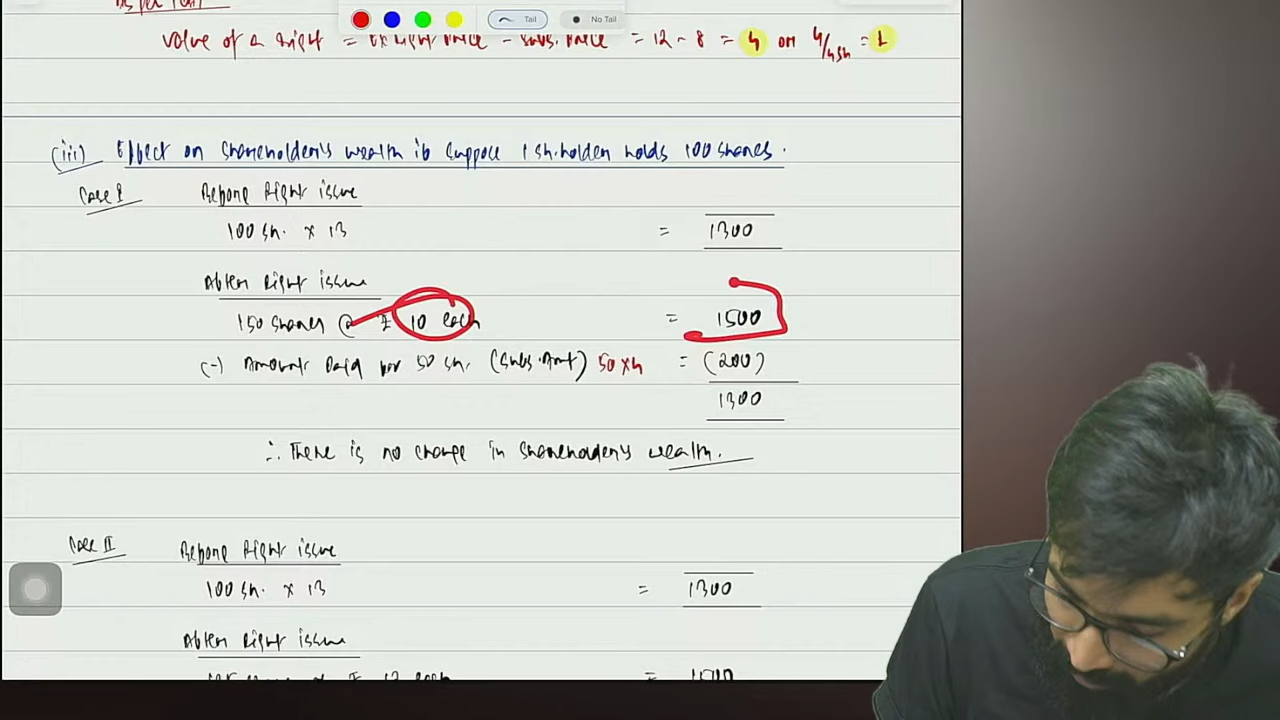 Tail No Tail
value of a right = Ex right price - subs. price = 12 - 8 = 4 or 4/4sh = 1
(iii) Effect on shareholder's wealth if suppose 1 sh.holder holds 100 shares.
Case I Before Right issue
100 sh. x 13 = 1300
After Right issue
150 shares @ ₹ 10 each = 1500
(-) Amount Paid for 50 sh. (Subs. Amt) 50x4 = (200)
1300
∴ There is no change in shareholder's wealth.
Case II Before Right issue
100 sh. x 13 = 1300
After Right issue